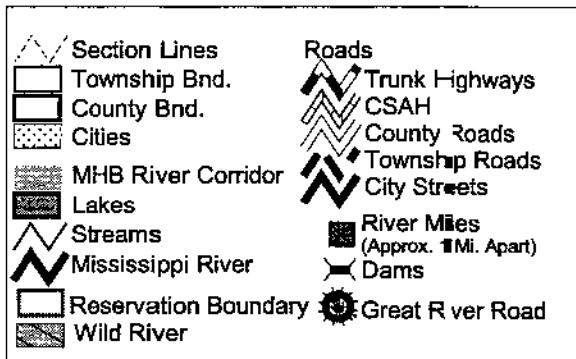 Section Lines
Township Bnd.
County Bnd.
Cities
MHB River Corridor
Lakes
Streams
Mississippi River
Reservation Boundary
Wild River
Roads
Trunk Highways
CSAH
County Roads
Township Roads
City Streets
River Miles
(Approx. 1 Mi. Apart)
Dams
Great River Road